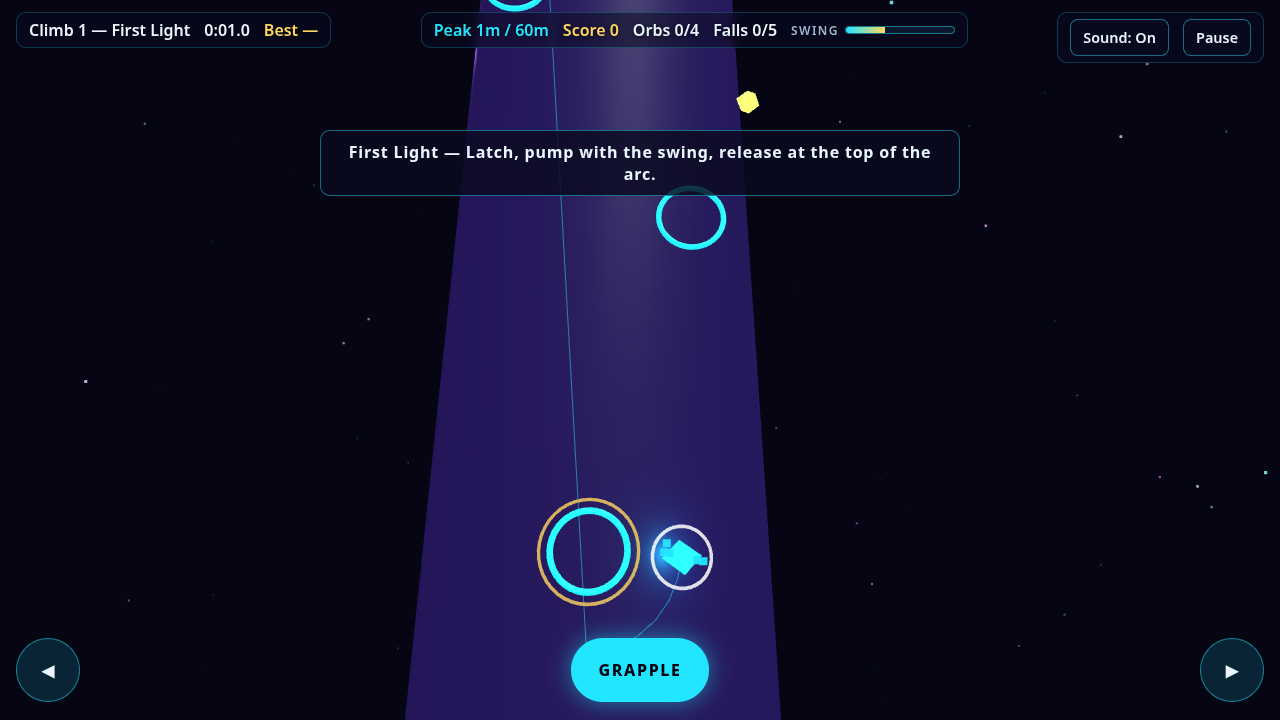 Climb 1 — First Light 0:01.0 Best —
Peak 1m / 60m Score 0 Orbs 0/4 Falls 0/5 SWING
Sound: On
Pause
First Light — Latch, pump with the swing, release at the top of the
arc.
◀
GRAPPLE
▶